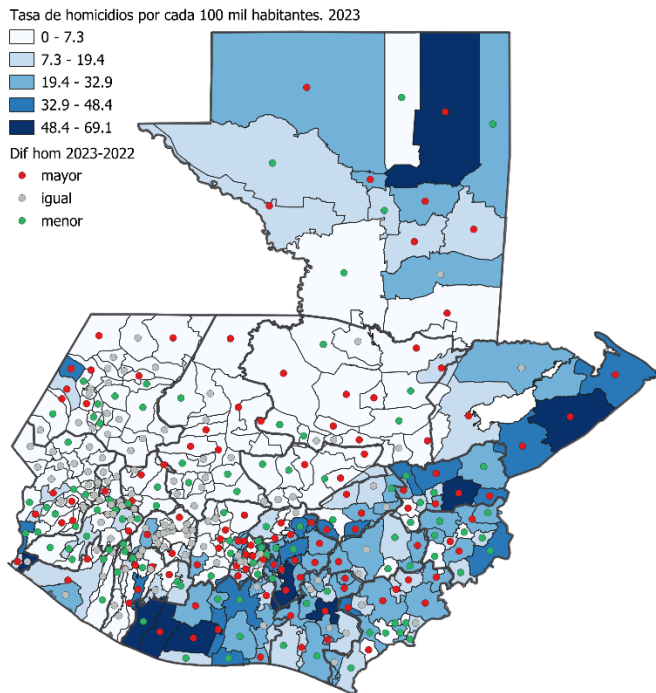 Tasa de homicidios por cada 100 mil habitantes. 2023
0 - 7.3
7.3 - 19.4
19.4 - 32.9
32.9 - 48.4
48.4 - 69.1
Dif hom 2023-2022
mayor
igual
menor